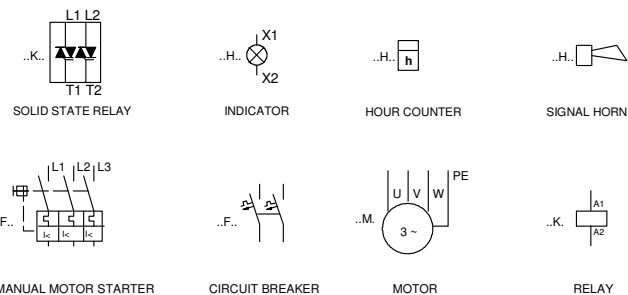 L1 L2
..K..
T1 T2
SOLID STATE RELAY
X1
..H..
X2
INDICATOR
..H..
h
HOUR COUNTER
..H..
SIGNAL HORN
L1 L2 L3
F..
I< I< I<
MANUAL MOTOR STARTER
..F..
CIRCUIT BREAKER
PE
U V W
..M.
3 ~
MOTOR
A1
..K.
A2
RELAY